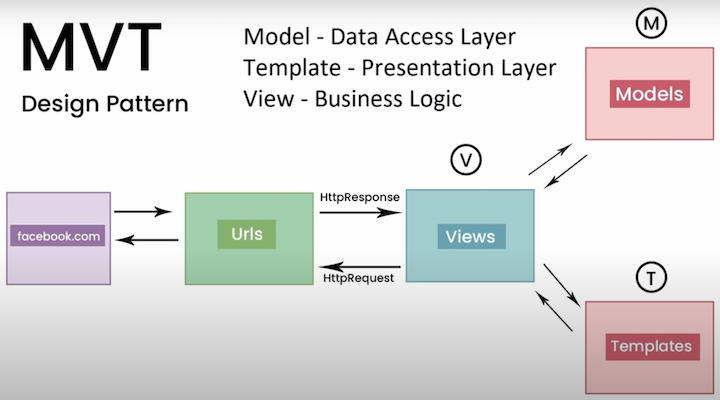 MVT
Design Pattern
Model - Data Access Layer
Template - Presentation Layer
View - Business Logic
M
Models
V
facebook.com
Urls
HttpResponse
HttpRequest
Views
T
Templates